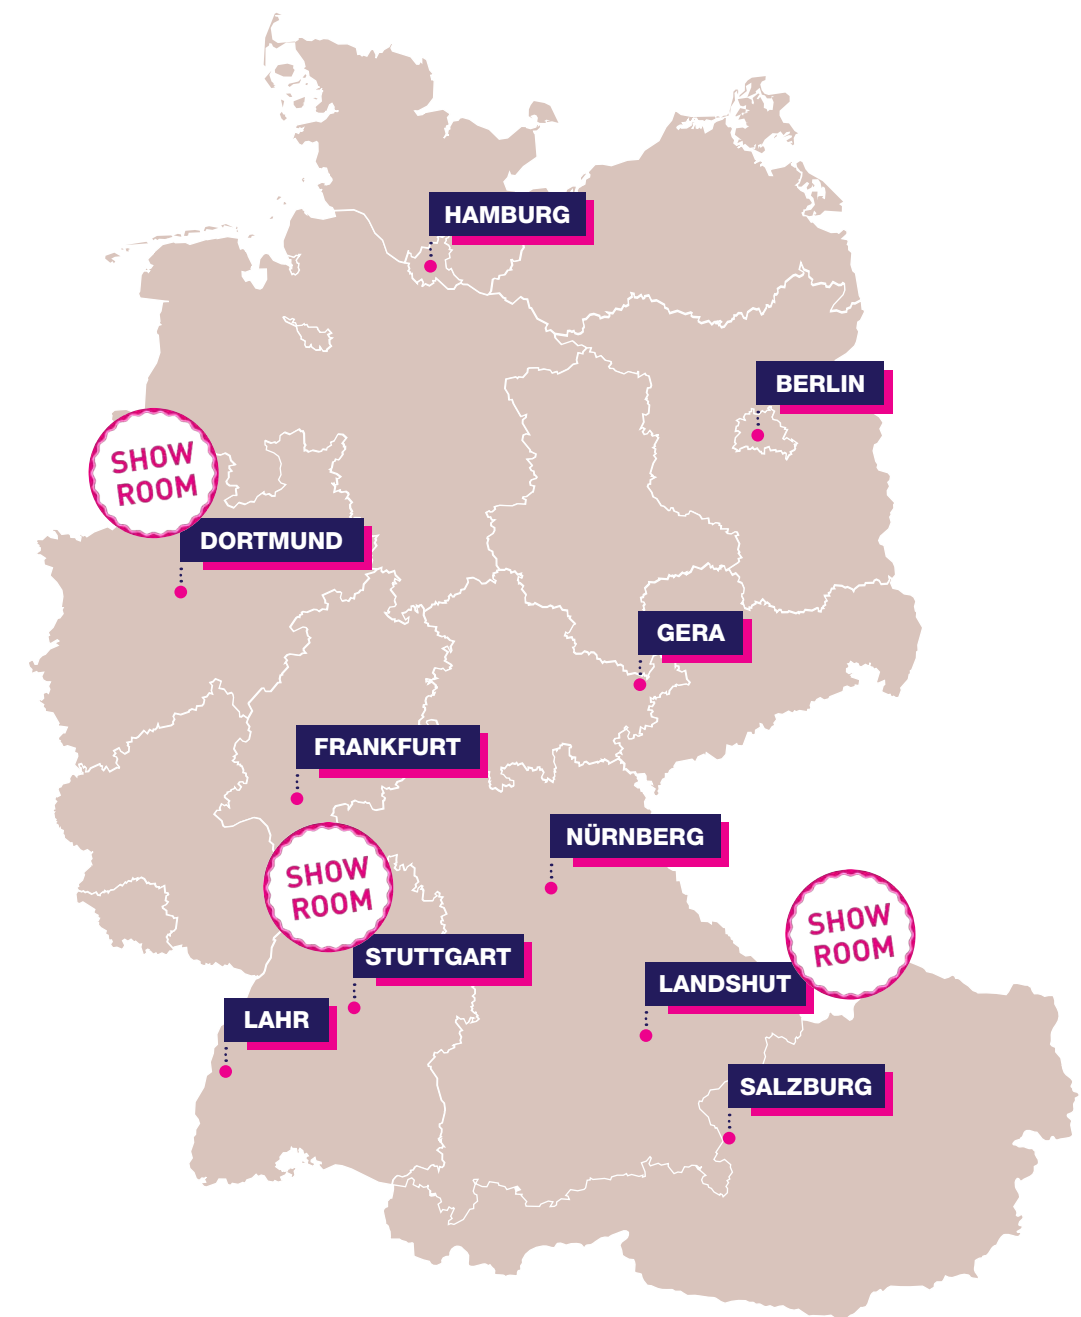 HAMBURG
BERLIN
SHOW
ROOM
DORTMUND
GERA
FRANKFURT
NÜRNBERG
SHOW
ROOM
STUTTGART
SHOW
ROOM
LANDSHUT
LAHR
SALZBURG